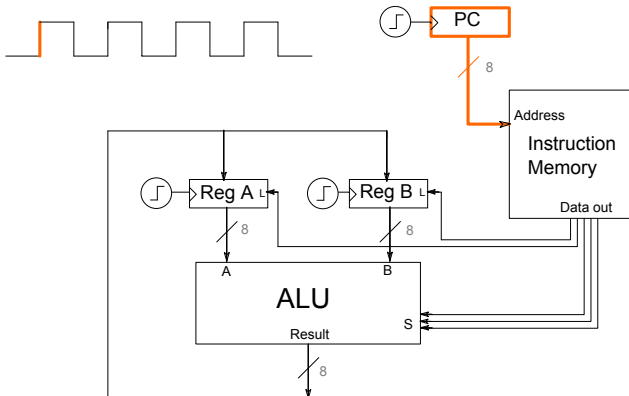 PC
8
Address
Instruction
Memory
Data out
Reg A L
Reg B L
8
8
A
B
ALU
S
Result
8